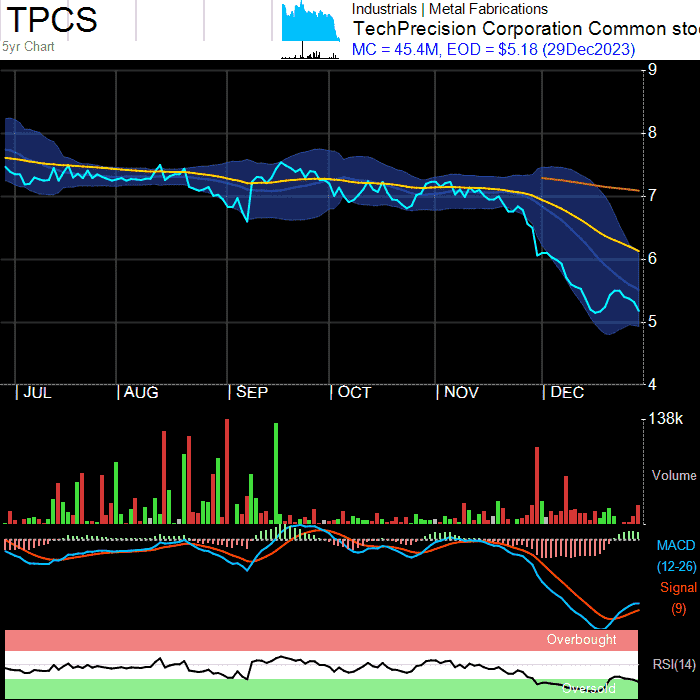 TPCS
5yr Chart
Industrials | Metal Fabrications
TechPrecision Corporation Common sto
MC = 45.4M, EOD = $5.18 (29Dec2023)
9
8
7
6
5
4
JUL
AUG
SEP
OCT
NOV
DEC
138k
Volume
MACD
(12-26)
Signal
(9)
Overbought
RSI(14)
Oversold